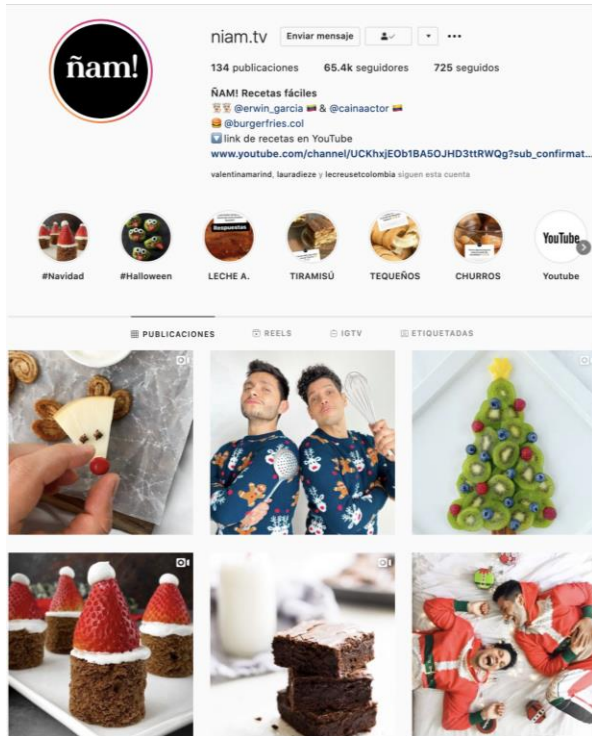 ñam!
niam.tv Enviar mensaje
134 publicaciones 65.4k seguidores 725 seguidos
ÑAM! Recetas fáciles
@erwin_garcia & @cainaactor
@burgerfries.col
link de recetas en YouTube
www.youtube.com/channel/UCKhxjEOb1BA5OJHD3ttRWQg?sub_confirmat...
valentinamarind, lauradieze y lecreusetcolombia siguen esta cuenta
Respuestas
YouTube
#Navidad #Halloween LECHE A. TIRAMISÚ TEQUEÑOS CHURROS Youtube
PUBLICACIONES REELS IGTV ETIQUETADAS